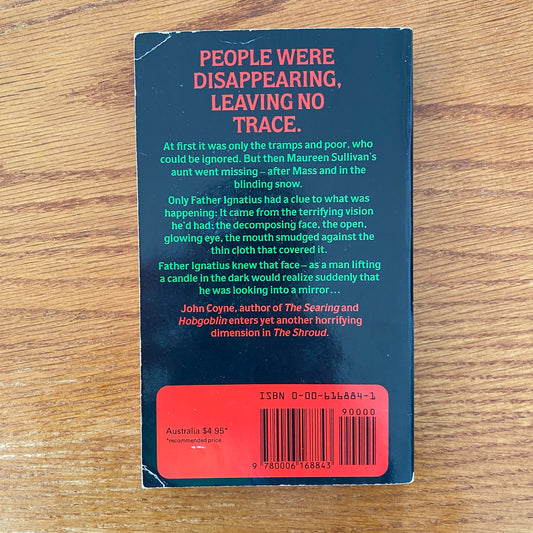 PEOPLE WERE
DISAPPEARING,
LEAVING NO
TRACE.
At first it was only the tramps and poor, who
could be ignored. But then Maureen Sullivan's
aunt went missing – after Mass and in the
blinding snow.
Only Father Ignatius had a clue to what was
happening: It came from the terrifying vision
he'd had: the decomposing face, the open,
glowing eye, the mouth smudged against the
thin cloth that covered it.
Father Ignatius knew that face – as a man lifting
a candle in the dark would realize suddenly that
he was looking into a mirror...
John Coyne, author of The Searing and
Hobgoblin enters yet another horrifying
dimension in The Shroud.
ISBN 0-00-616884-1
90000
Australia $4.95*
*recommended price
9 780006 168843